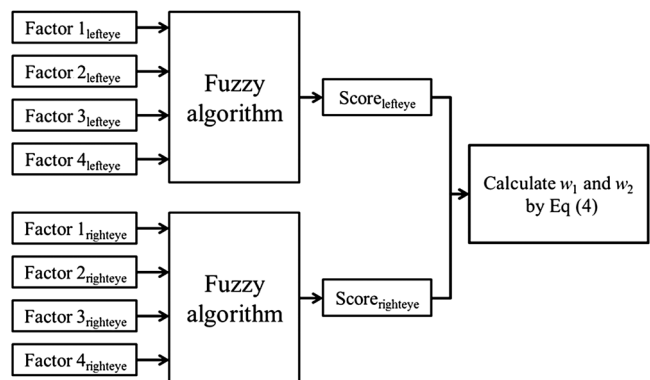 Factor 1lefteye
Factor 2lefteye
Factor 3lefteye
Factor 4lefteye
Fuzzy
algorithm
Scorelefteye
Calculate w1 and w2
by Eq (4)
Factor 1righteye
Factor 2righteye
Factor 3righteye
Factor 4righteye
Fuzzy
algorithm
Scorerighteye